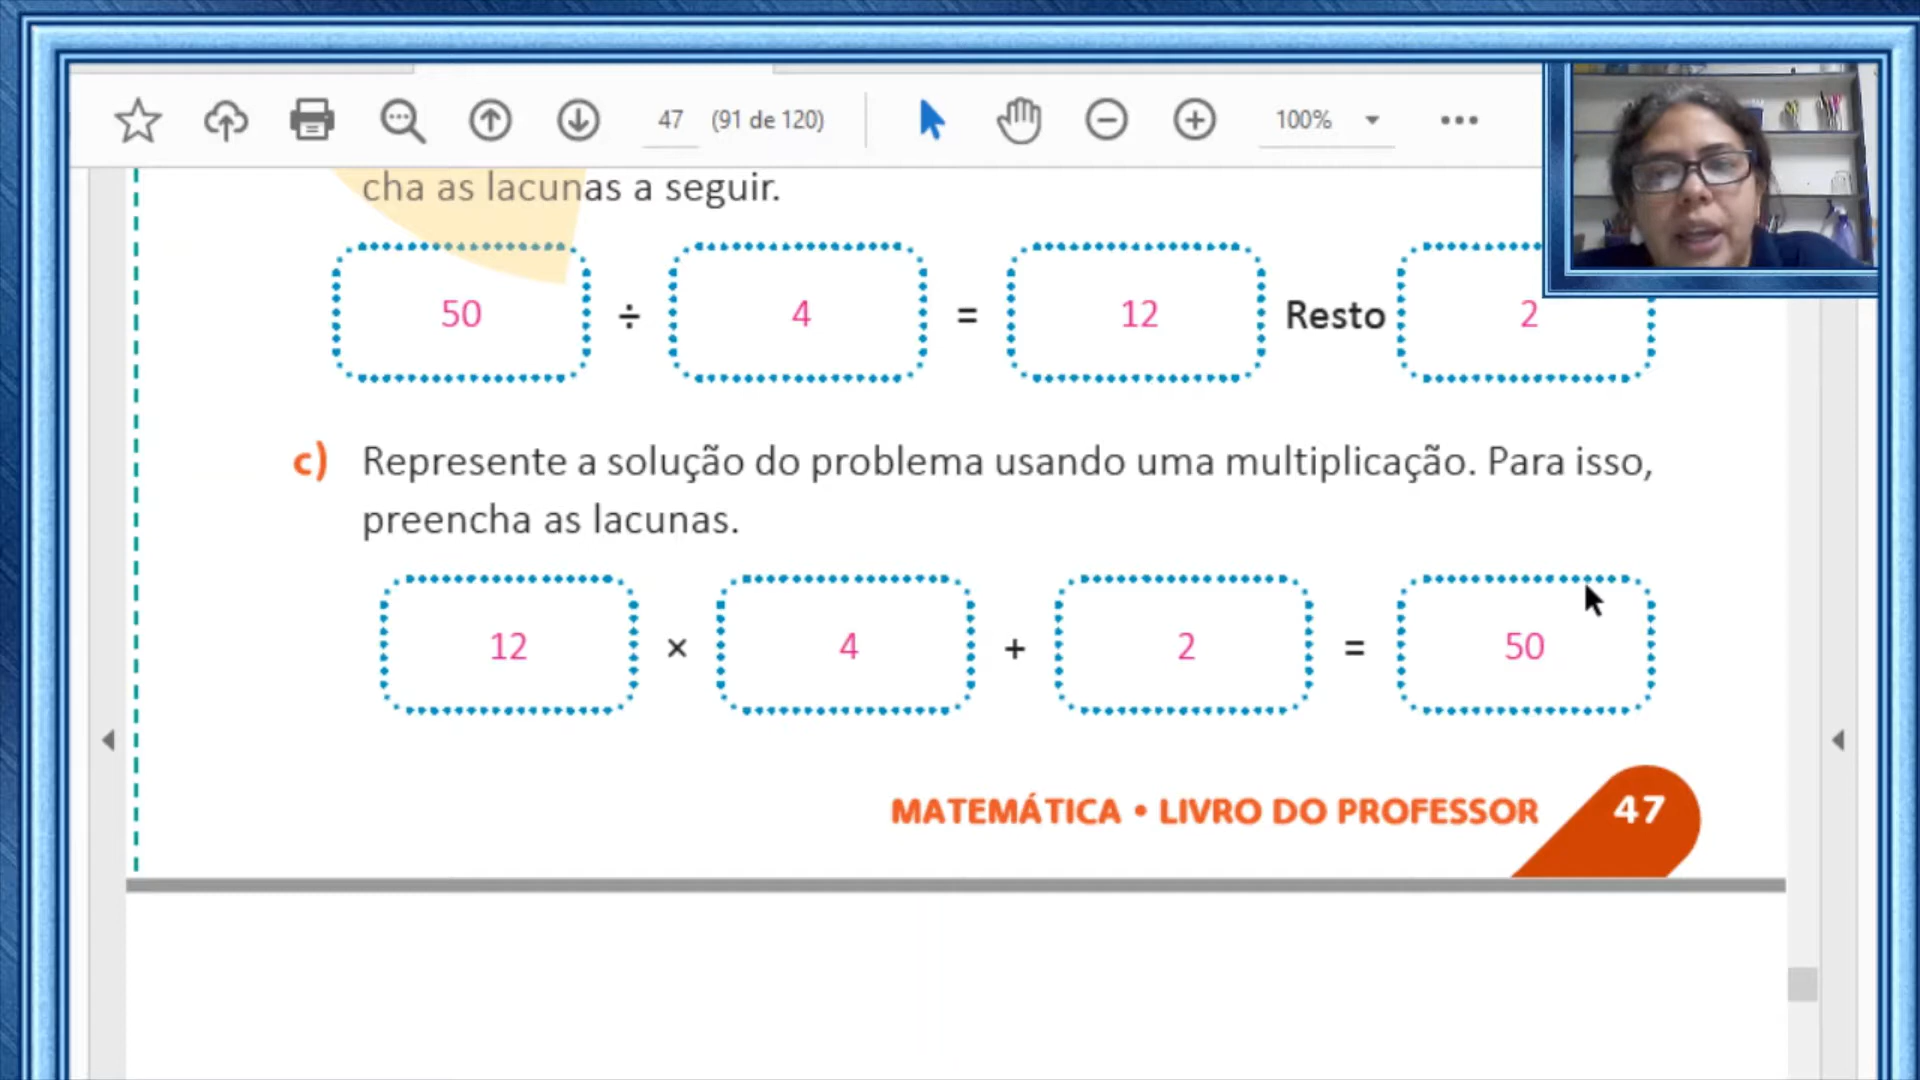 47 (91 de 120) 100%
cha as lacunas a seguir.
50 ÷ 4 = 12 Resto 2
c) Represente a solução do problema usando uma multiplicação. Para isso,
preencha as lacunas.
12 × 4 + 2 = 50
MATEMÁTICA • LIVRO DO PROFESSOR 47